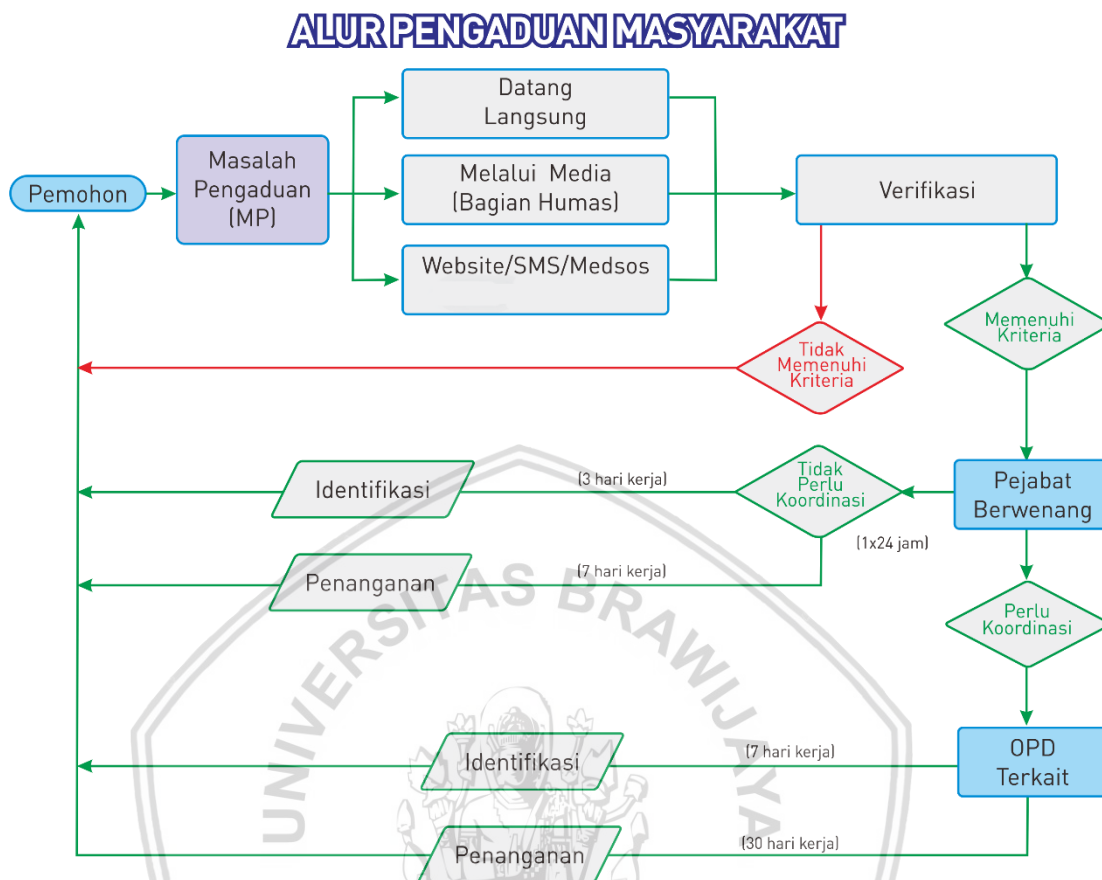 ALUR PENGADUAN MASYARAKAT
Datang
Langsung
Masalah
Pengaduan
(MP)
Pemohon
Melalui Media
(Bagian Humas)
Verifikasi
Website/SMS/Medsos
Memenuhi
Kriteria
Tidak
Memenuhi
Kriteria
Identifikasi
(3 hari kerja)
Tidak
Perlu
Koordinasi
Pejabat
Berwenang
(1x24 jam)
Penanganan
(7 hari kerja)
Perlu
Koordinasi
UNIVERSITAS BRAWIJAYA
Identifikasi
(7 hari kerja)
OPD
Terkait
Penanganan
(30 hari kerja)